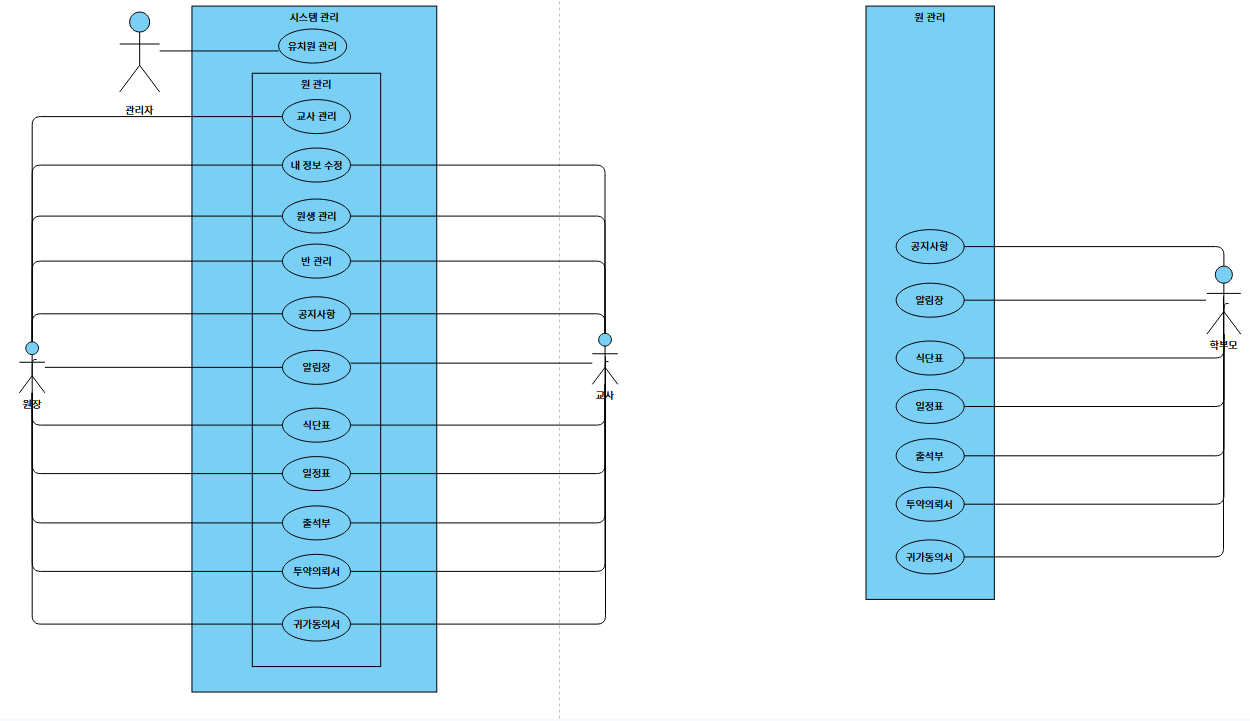 시스템 관리
유치원 관리
관리자
원 관리
교사 관리
내 정보 수정
원생 관리
반 관리
공지사항
알림장
식단표
일정표
출석부
투약의뢰서
귀가동의서
원장
교사
원 관리
공지사항
알림장
식단표
일정표
출석부
투약의뢰서
귀가동의서
학부모